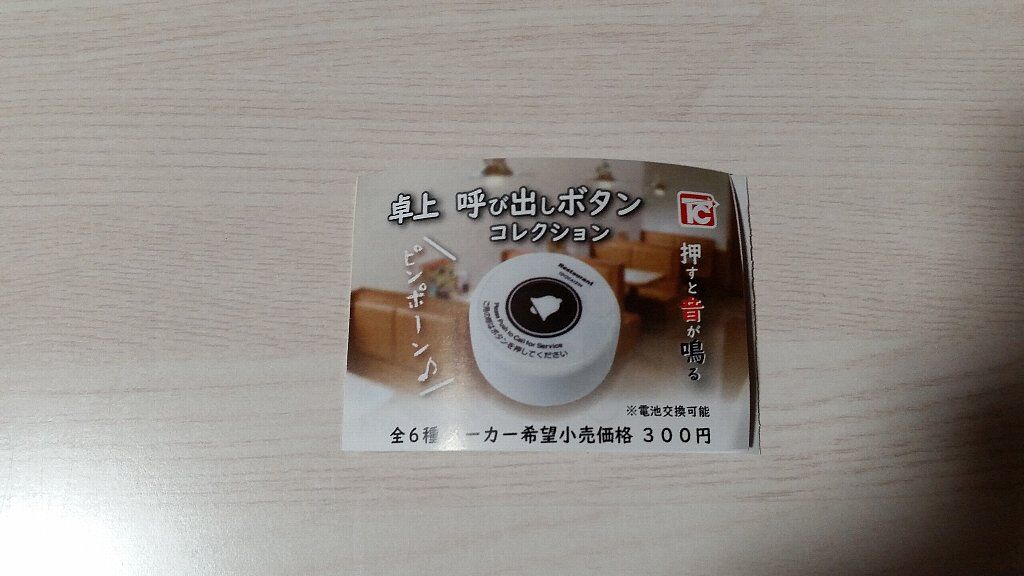 卓上 呼び出しボタン
コレクション
TC
ピンポーン♪
押すと音が鳴る
Restaurant
Please Push to Call for Service
ご用の際はボタンを押してください
※電池交換可能
全6種 メーカー希望小売価格 300円